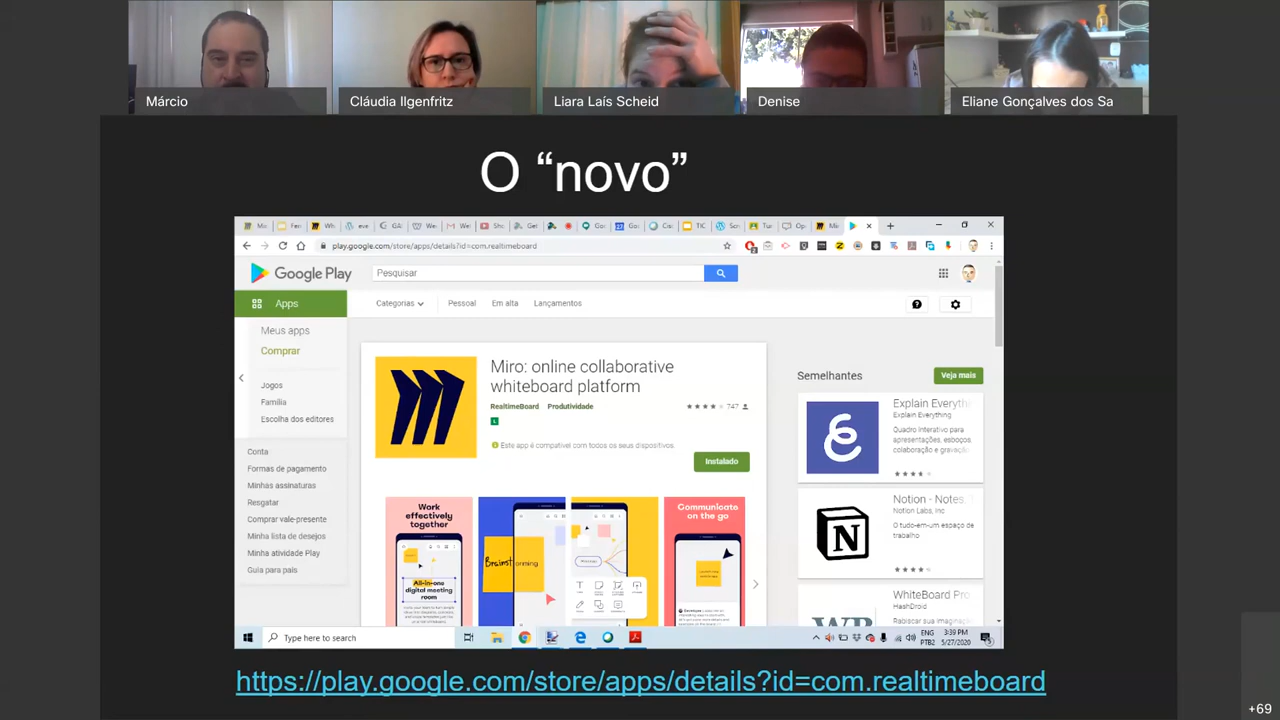 Márcio
Cláudia Ilgenfritz
Liara Laís Scheid
Denise
Eliane Gonçalves dos Sa
O “novo”
play.google.com/store/apps/details?id=com.realtimeboard
Google Play
Pesquisar
Apps
Categorias
Pessoal
Em alta
Lançamentos
Meus apps
Comprar
Jogos
Família
Escolha dos editores
Conta
Formas de pagamento
Minhas assinaturas
Resgatar
Comprar vale-presente
Minha lista de desejos
Minha atividade Play
Guia para pais
Miro: online collaborative
whiteboard platform
RealtimeBoard Produtividade
747
Este app é compatível com todos os seus dispositivos.
Instalado
Work
effectively
together
All-in-one
digital meeting
room
Brainst orming
Communicate
on the go
Semelhantes
Veja mais
Explain Everythi
Explain Everything
Quadro interativo para
apresentações, esboços,
colaboração e gravação
Notion - Notes,
Notion Labs, Inc
O tudo-em-um espaço de
trabalho
WhiteBoard Pro
HashDroid
Rabiscar sua imaginaç
Type here to search
ENG
PTB2
3:39 PM
5/27/2020
https://play.google.com/store/apps/details?id=com.realtimeboard
+69